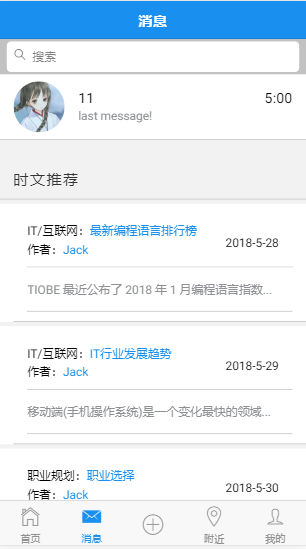 消息
搜索
11 5:00
last message!
时文推荐
IT/互联网：最新编程语言排行榜
作者：Jack
2018-5-28
TIOBE 最近公布了 2018 年 1 月编程语言指数...
IT/互联网：IT行业发展趋势
作者：Jack
2018-5-29
移动端(手机操作系统)是一个变化最快的领域...
职业规划：职业选择
作者：Jack
2018-5-30
首页 消息 附近 我的